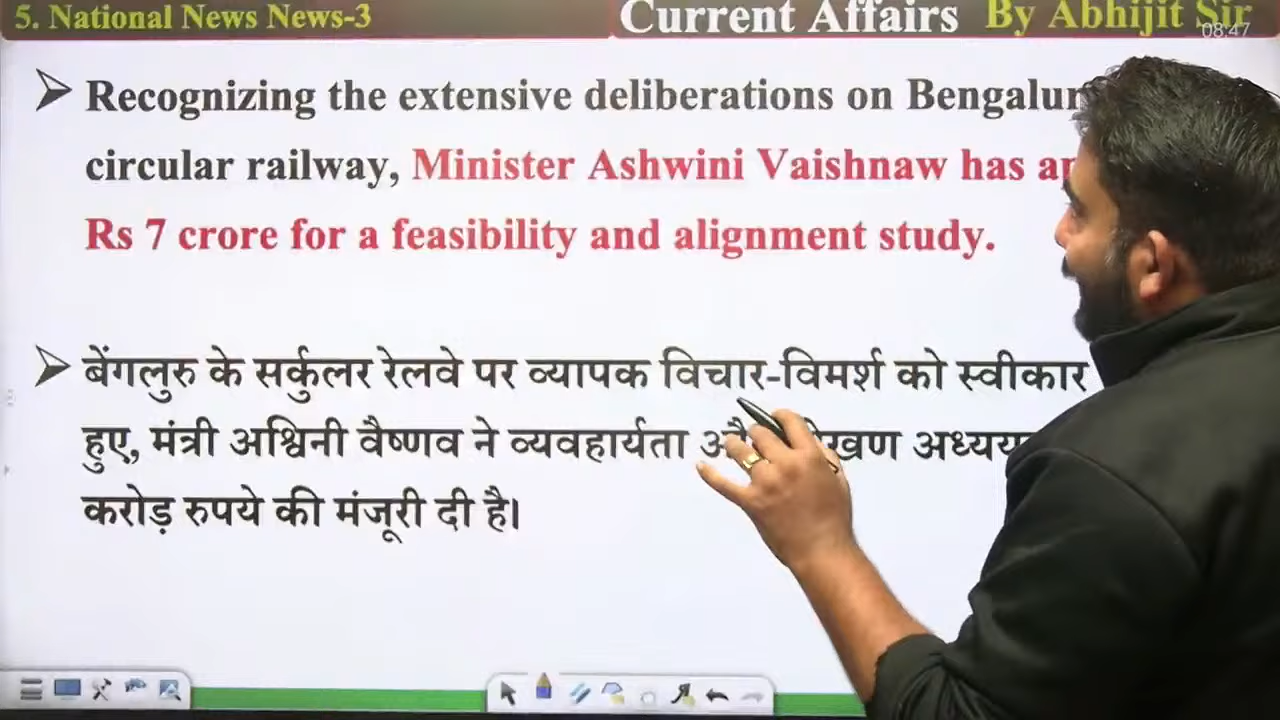 5. National News News-3
Current Affairs
By Abhijit Sir
08:47
Recognizing the extensive deliberations on
circular railway, Minister Ashwini Vaishnaw has
Rs 7 crore for a feasibility and alignment study.
बेंगलुरु के सर्कुलर रेलवे पर व्यापक विचार-विमर्श को स्वीकार
हुए, मंत्री अश्विनी वैष्णव ने व्यवहार्यता
करोड़ रुपये की मंजूरी दी है।